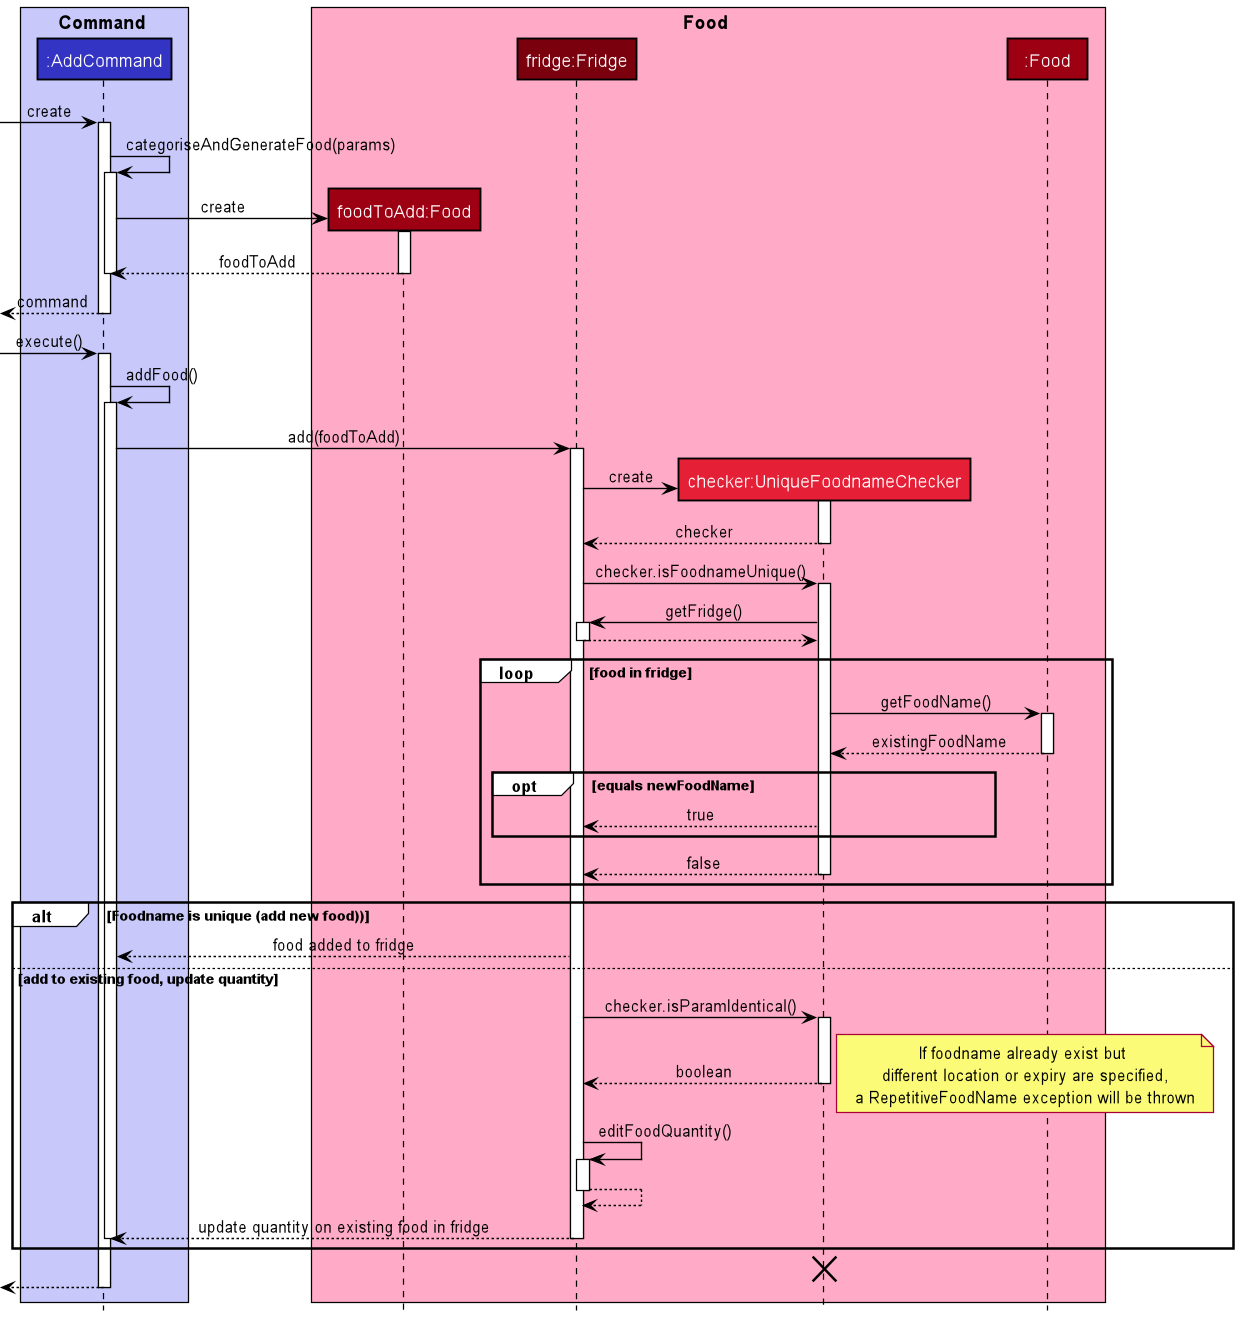 Command
Food
:AddCommand
fridge:Fridge
:Food
create
categoriseAndGenerateFood(params)
create
foodToAdd:Food
foodToAdd
command
execute()
addFood()
add(foodToAdd)
create
checker:UniqueFoodnameChecker
checker
checker.isFoodnameUnique()
getFridge()
loop
[food in fridge]
getFoodName()
existingFoodName
opt
[equals newFoodName]
true
false
alt
[Foodname is unique (add new food))]
food added to fridge
[add to existing food, update quantity]
checker.isParamIdentical()
If foodname already exist but
different location or expiry are specified,
a RepetitiveFoodName exception will be thrown
boolean
editFoodQuantity()
update quantity on existing food in fridge